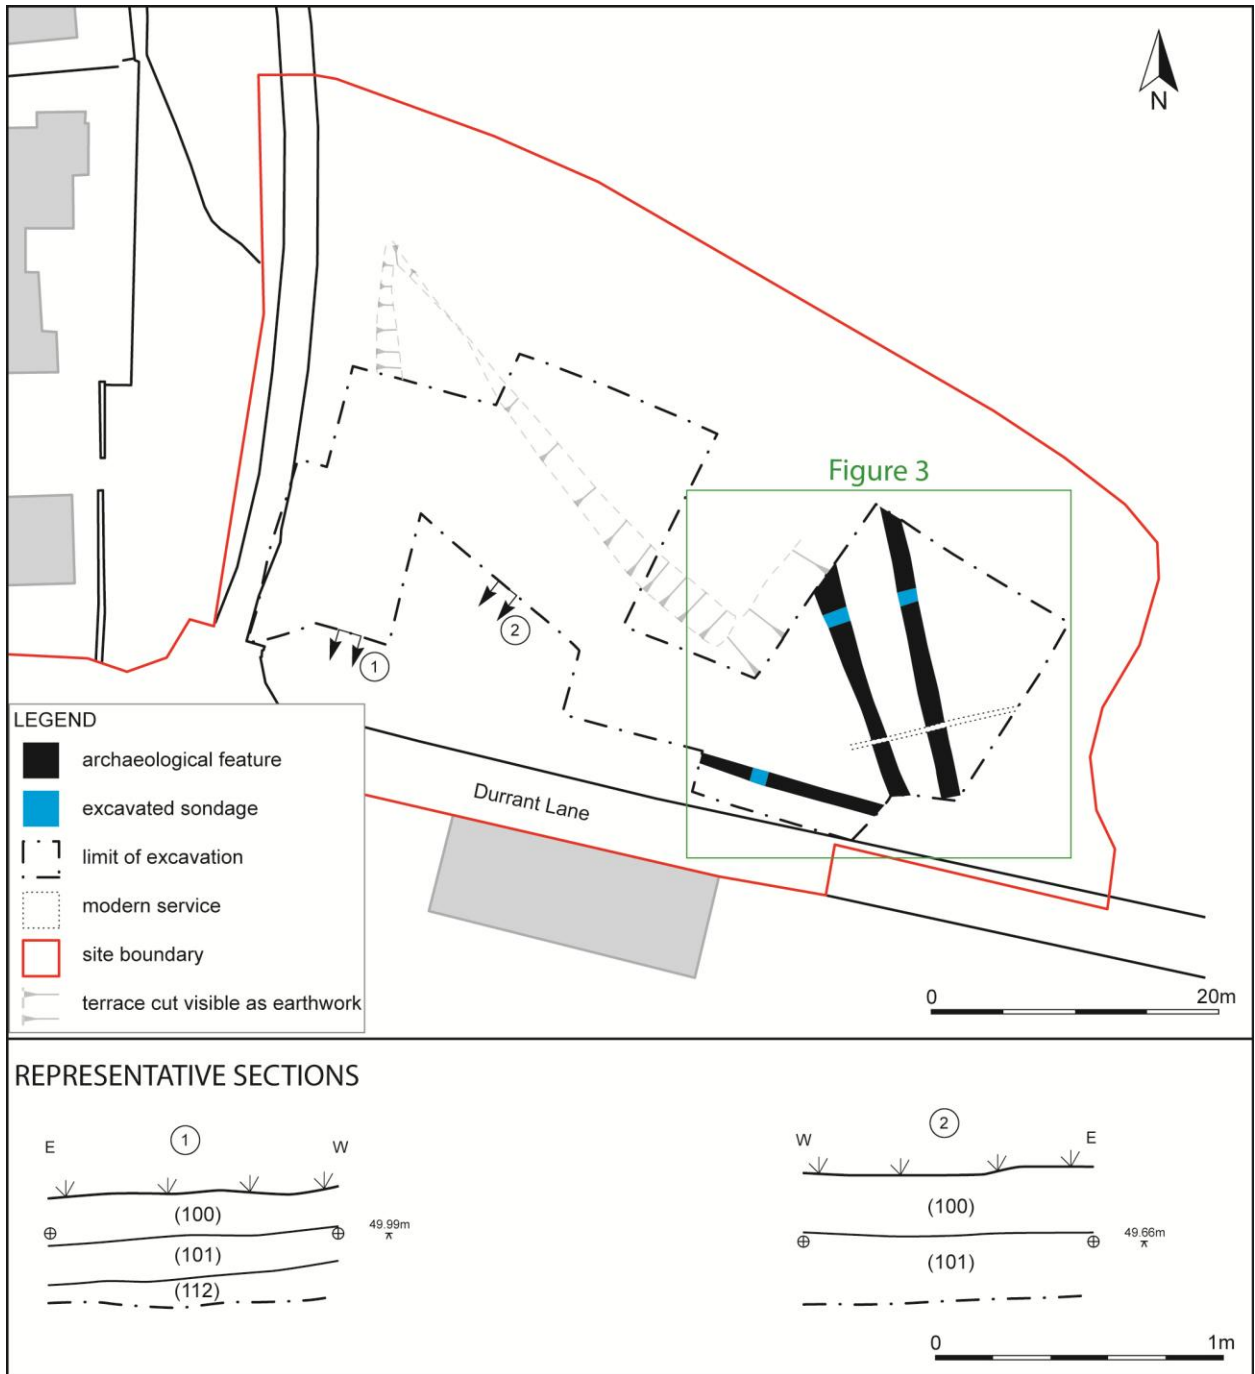 N
Figure 3
2
1
LEGEND
archaeological feature
excavated sondage
limit of excavation
modern service
site boundary
terrace cut visible as earthwork
Durrant Lane
0 20m
REPRESENTATIVE SECTIONS
E 1 W
(100)
49.99m
(101)
(112)
W 2 E
(100)
49.66m
(101)
0 1m